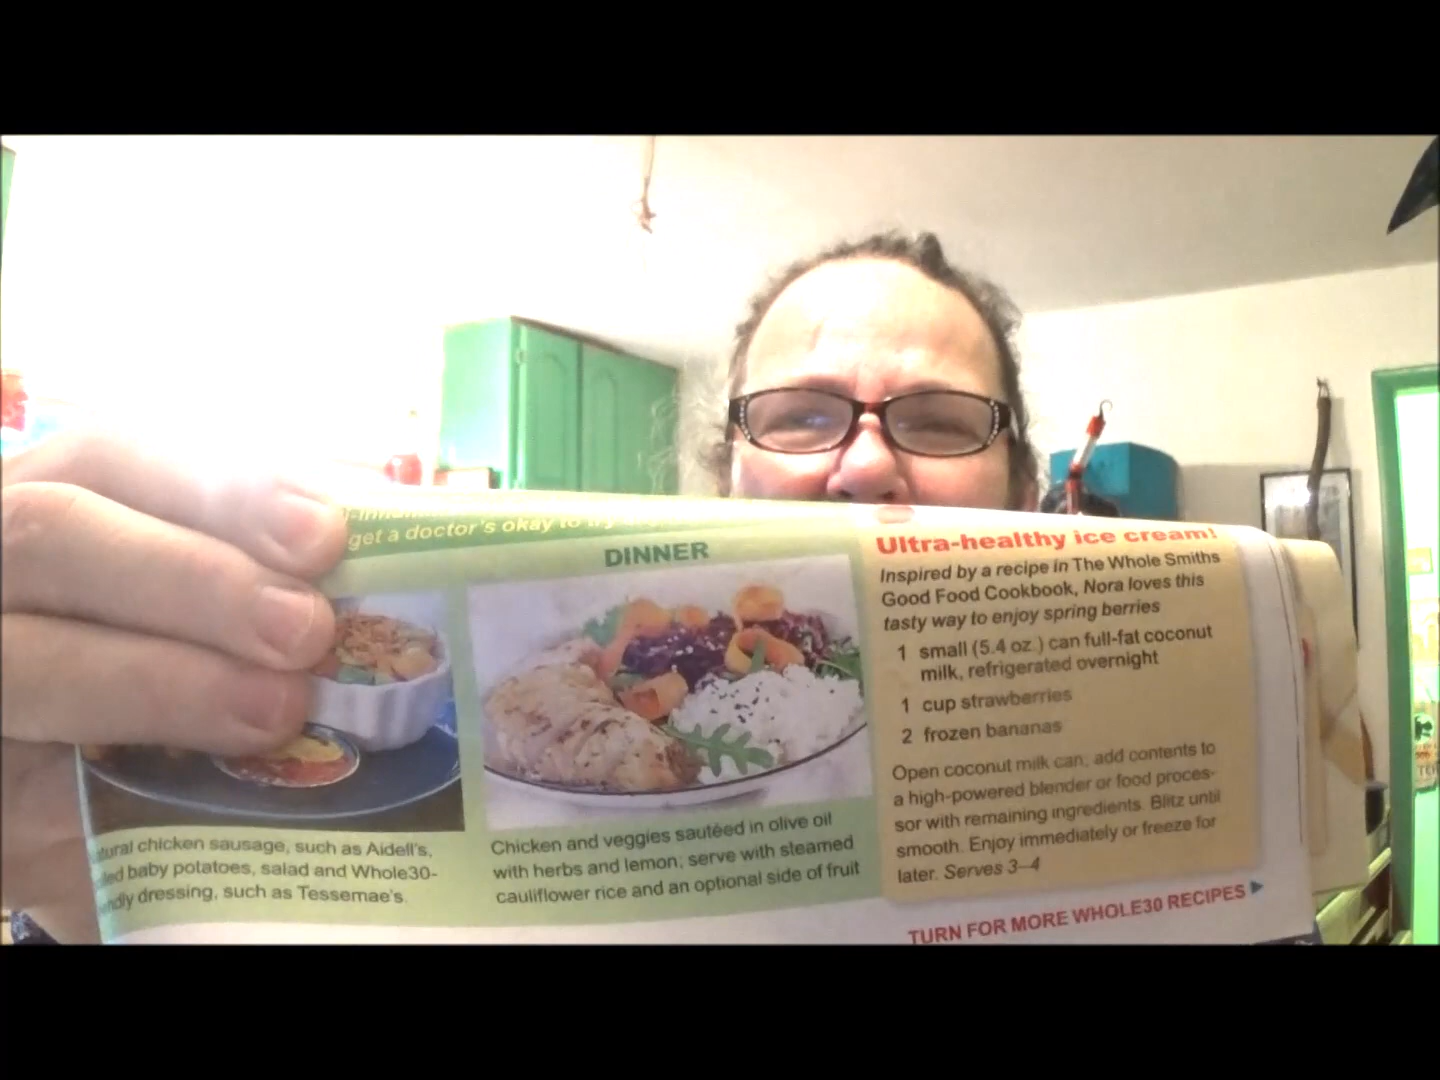 get a doctor's okay to try
DINNER
chicken sausage, such as Aidell's,
baby potatoes, salad and Whole30-
dressing, such as Tessemae's.
Chicken and veggies sautéed in olive oil
with herbs and lemon; serve with steamed
cauliflower rice and an optional side of fruit
Ultra-healthy ice cream!
Inspired by a recipe in The Whole Smiths
Good Food Cookbook, Nora loves this
tasty way to enjoy spring berries
1 small (5.4 oz.) can full-fat coconut
milk, refrigerated overnight
1 cup strawberries
2 frozen bananas
Open coconut milk can; add contents to
a high-powered blender or food proces-
sor with remaining ingredients. Blitz until
smooth. Enjoy immediately or freeze for
later. Serves 3–4
TURN FOR MORE WHOLE30 RECIPES